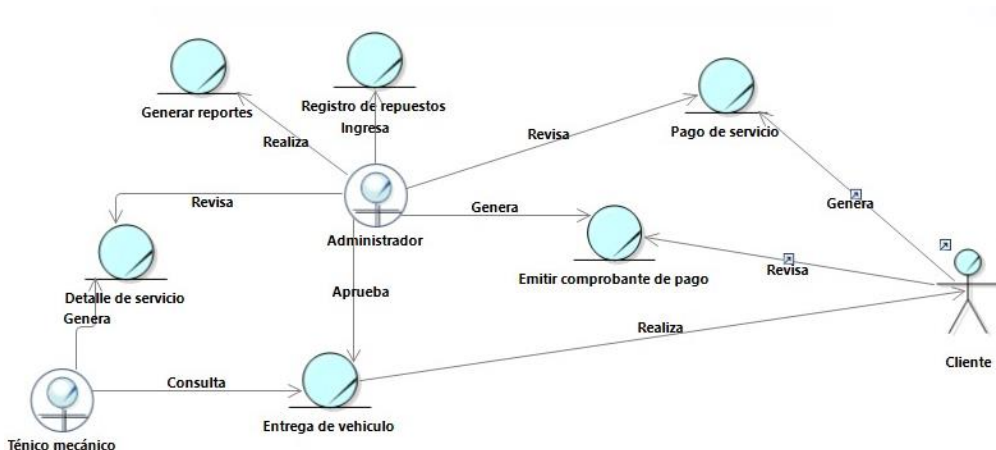 Generar reportes
Registro de repuestos
Ingresa
Realiza
Revisa
Pago de servicio
Revisa
Genera
Administrador
Genera
Emitir comprobante de pago
Revisa
Detalle de servicio
Genera
Aprueba
Realiza
Cliente
Consulta
Entrega de vehiculo
Ténico mecánico